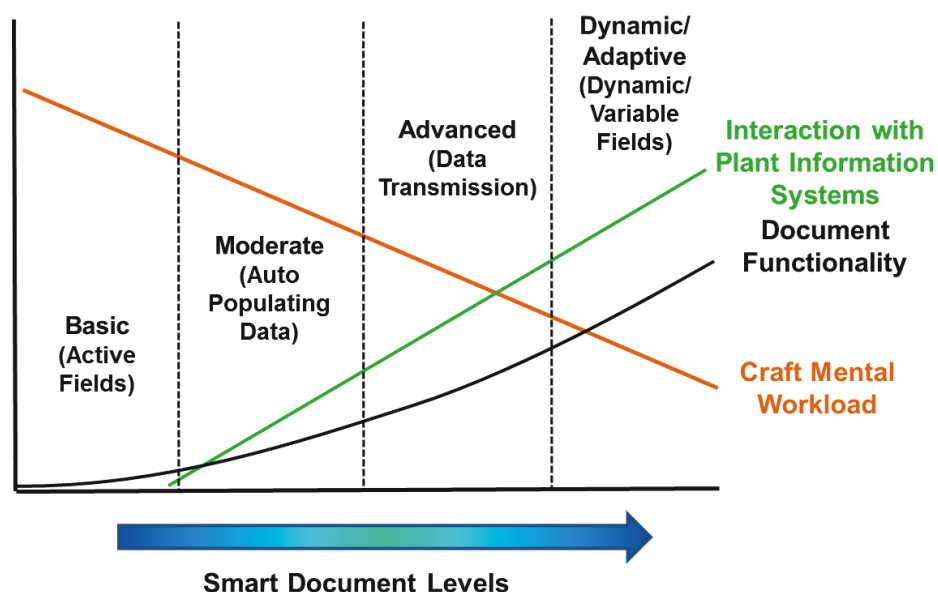 Basic
(Active
Fields)
Moderate
(Auto
Populating
Data)
Advanced
(Data
Transmission)
Dynamic/
Adaptive
(Dynamic/
Variable
Fields)
Interaction with
Plant Information
Systems
Document
Functionality
Craft Mental
Workload
Smart Document Levels